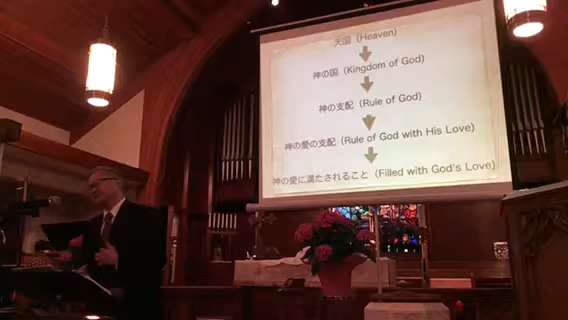 天国（Heaven)
神の国（Kingdom of God)
神の支配（Rule of God)
神の愛の支配（Rule of God with His Love)
神の愛に満たされること（Filled with God's Love)